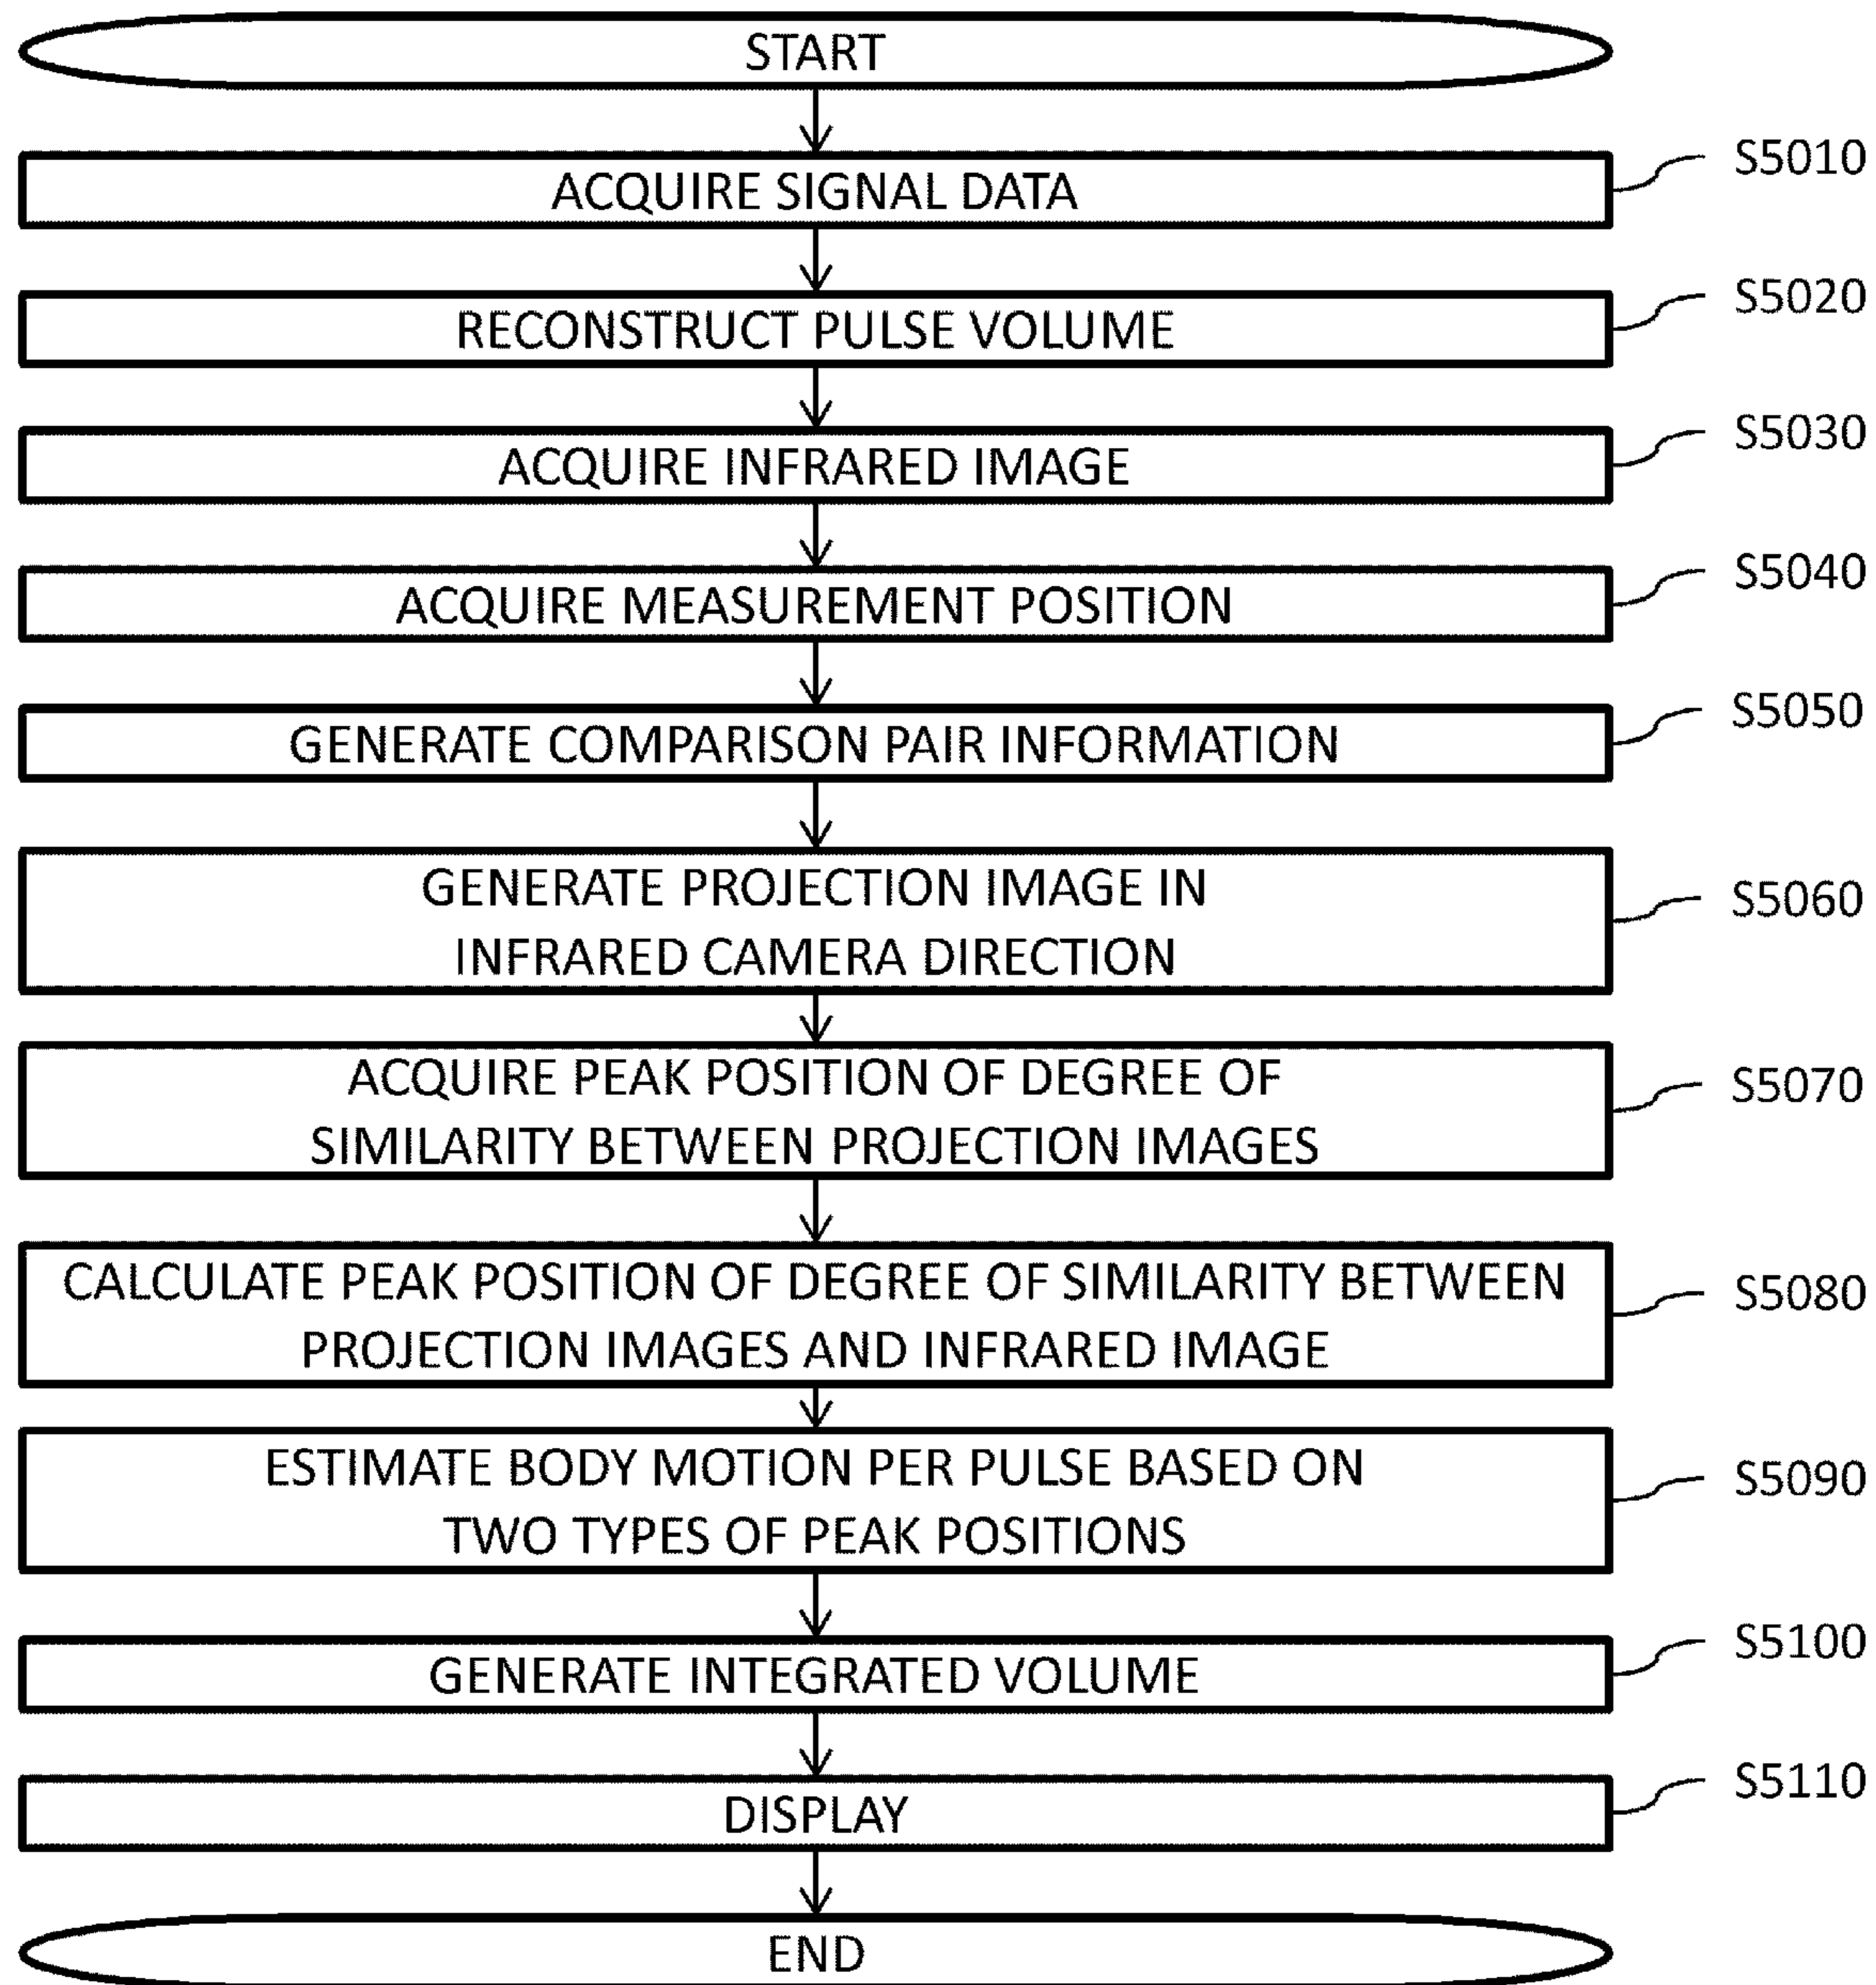 START
ACQUIRE SIGNAL DATA
S5010
RECONSTRUCT PULSE VOLUME
S5020
ACQUIRE INFRARED IMAGE
S5030
ACQUIRE MEASUREMENT POSITION
S5040
GENERATE COMPARISON PAIR INFORMATION
S5050
GENERATE PROJECTION IMAGE IN
INFRARED CAMERA DIRECTION
S5060
ACQUIRE PEAK POSITION OF DEGREE OF
SIMILARITY BETWEEN PROJECTION IMAGES
S5070
CALCULATE PEAK POSITION OF DEGREE OF SIMILARITY BETWEEN
PROJECTION IMAGES AND INFRARED IMAGE
S5080
ESTIMATE BODY MOTION PER PULSE BASED ON
TWO TYPES OF PEAK POSITIONS
S5090
GENERATE INTEGRATED VOLUME
S5100
DISPLAY
S5110
END